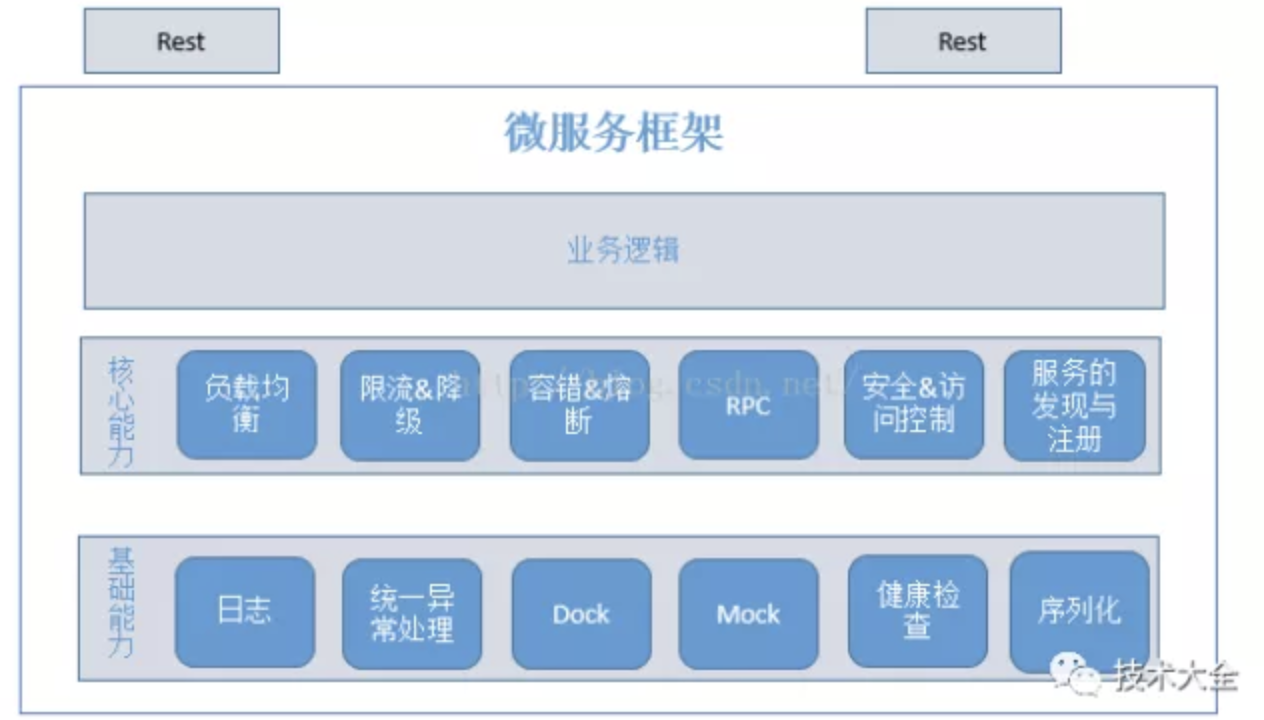 Rest
Rest
微服务框架
业务逻辑
核心能力
负载均
衡
限流&降
级
容错&熔
断
RPC
安全&访
问控制
服务的
发现与
注册
http://blog.csdn.net/
基础能力
日志
统一异
常处理
Dock
Mock
健康检
查
序列化
技术大全